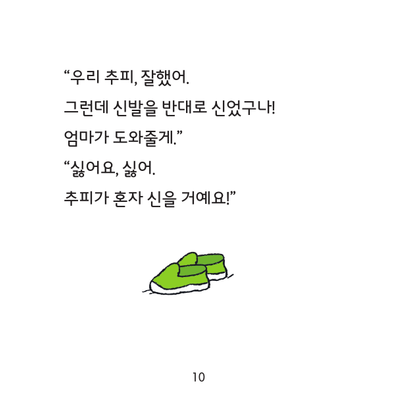 “우리 추피, 잘했어.
그런데 신발을 반대로 신었구나!
엄마가 도와줄게.”
“싫어요, 싫어.
추피가 혼자 신을 거예요!”
10